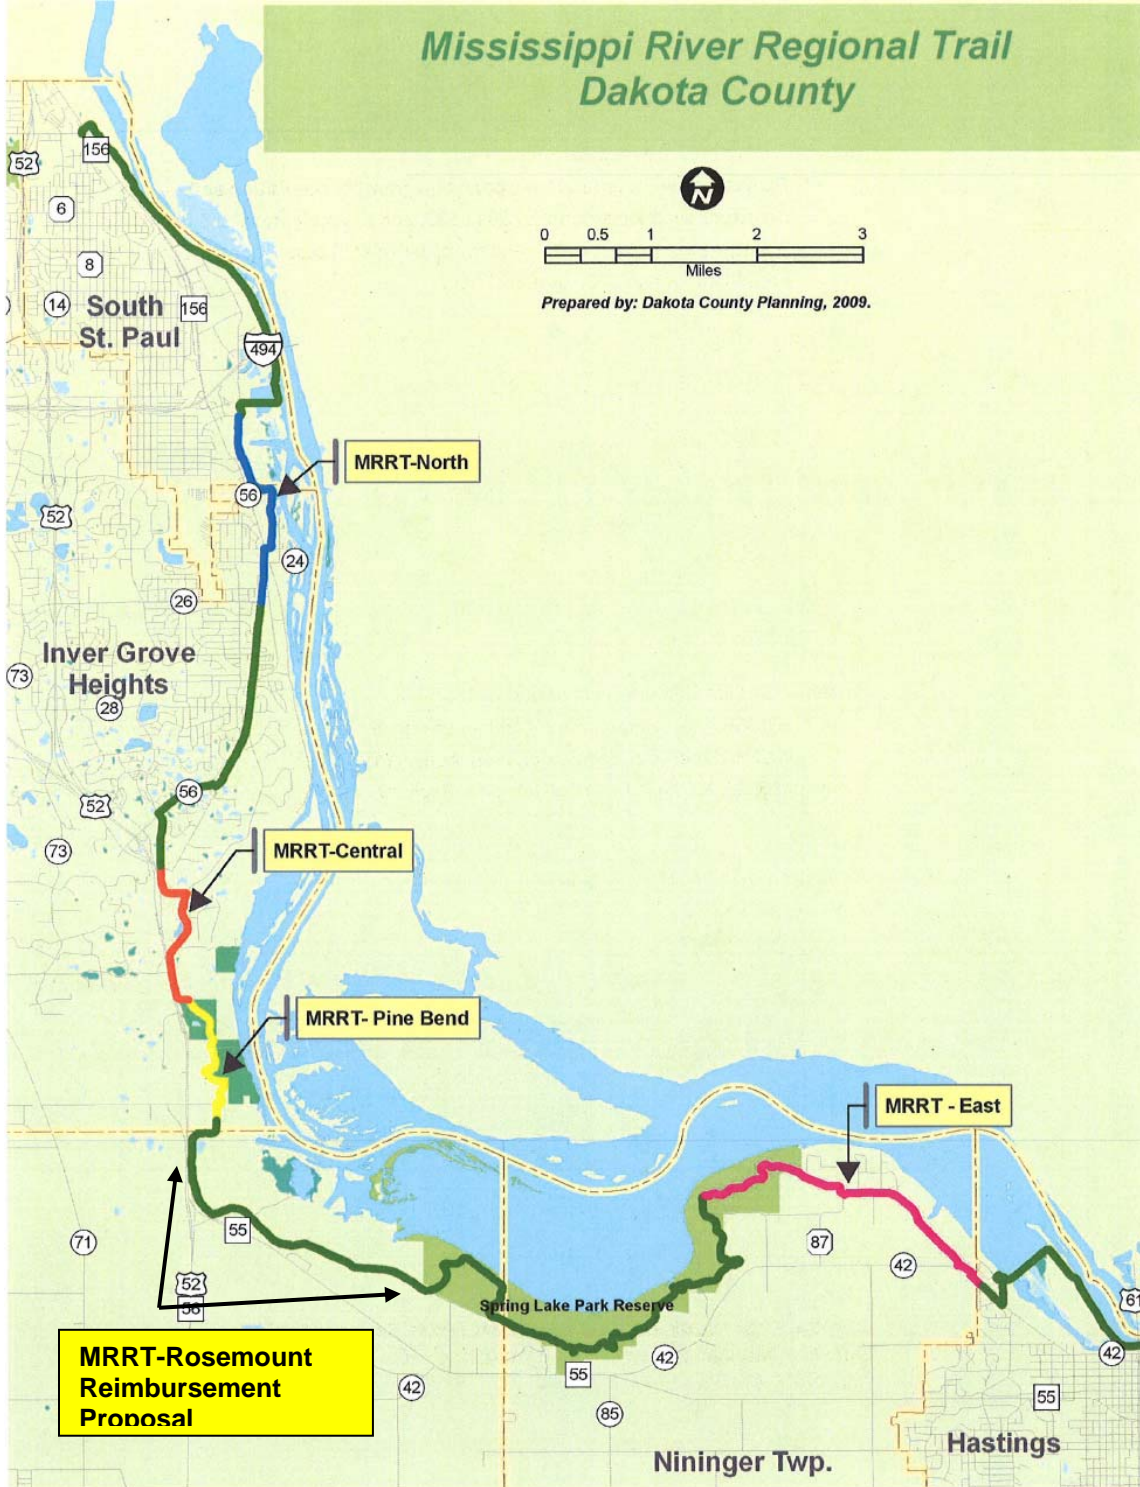 Mississippi River Regional Trail
Dakota County
N
0 0.5 1 2 3
Miles
Prepared by: Dakota County Planning, 2009.
156
52
6
8
14
South
St. Paul
156
494
MRRT-North
56
52
24
26
Inver Grove
Heights
73
28
56
52
73
MRRT-Central
MRRT- Pine Bend
MRRT - East
55
71
87
42
52
56
Spring Lake Park Reserve
61
42
MRRT-Rosemount
Reimbursement
Proposal
42
55
42
85
55
Hastings
Nininger Twp.